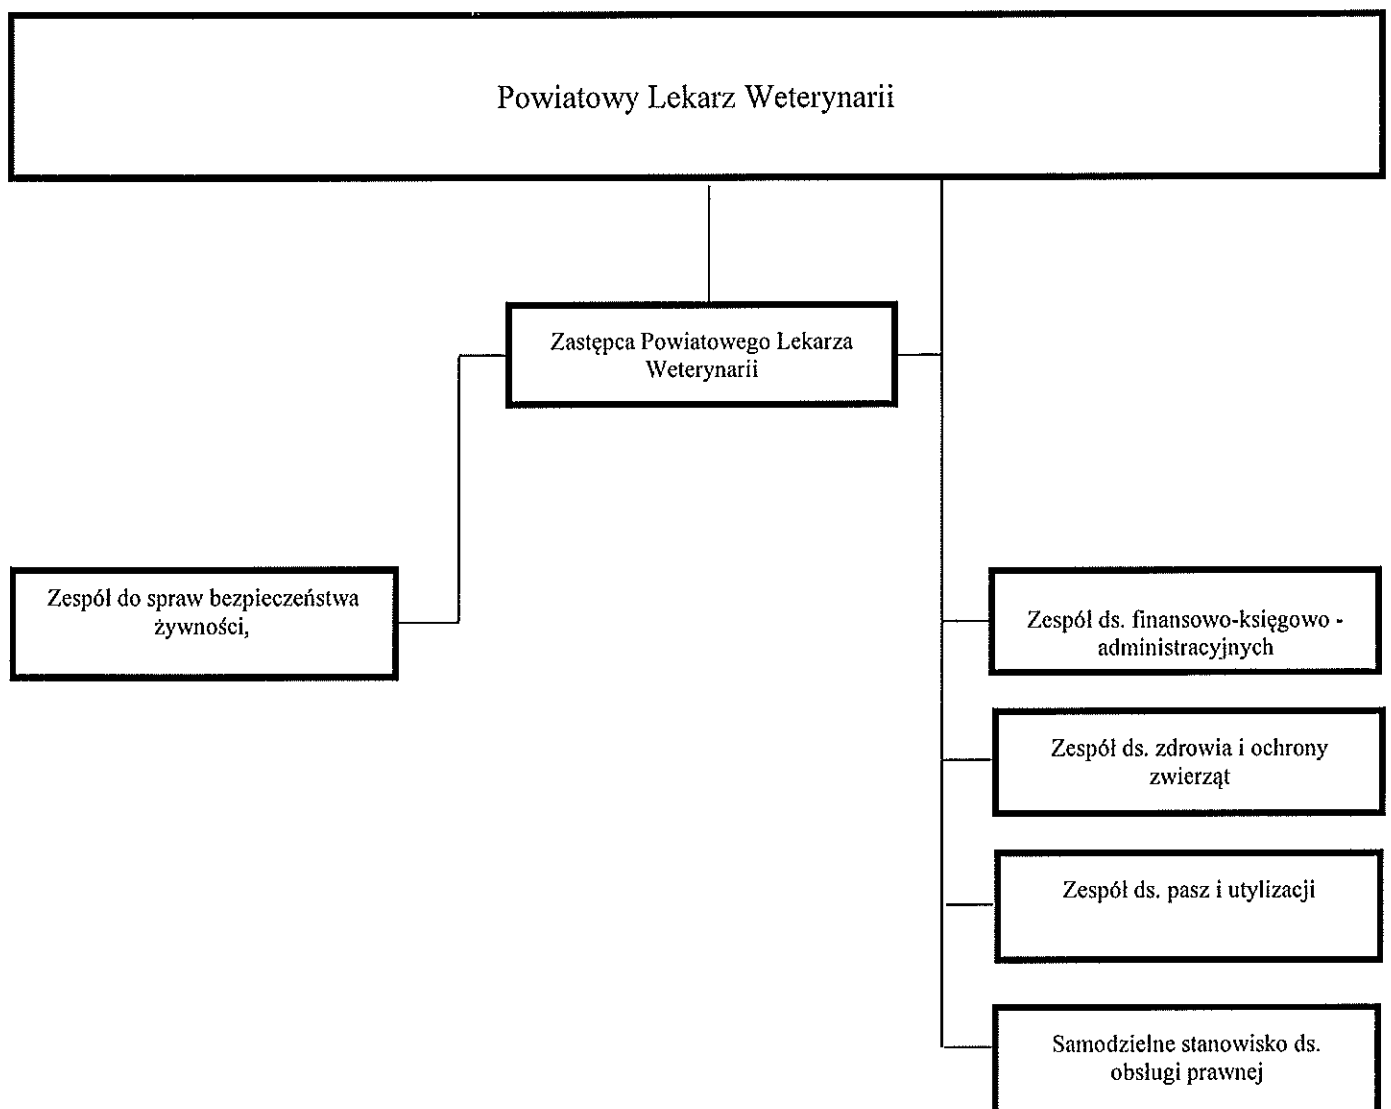 Powiatowy Lekarz Weterynarii
Zastępca Powiatowego Lekarza
Weterynarii
Zespół do spraw bezpieczeństwa
żywności,
Zespół ds. finansowo-księgowo -
administracyjnych
Zespół ds. zdrowia i ochrony
zwierząt
Zespół ds. pasz i utylizacji
Samodzielne stanowisko ds.
obsługi prawnej